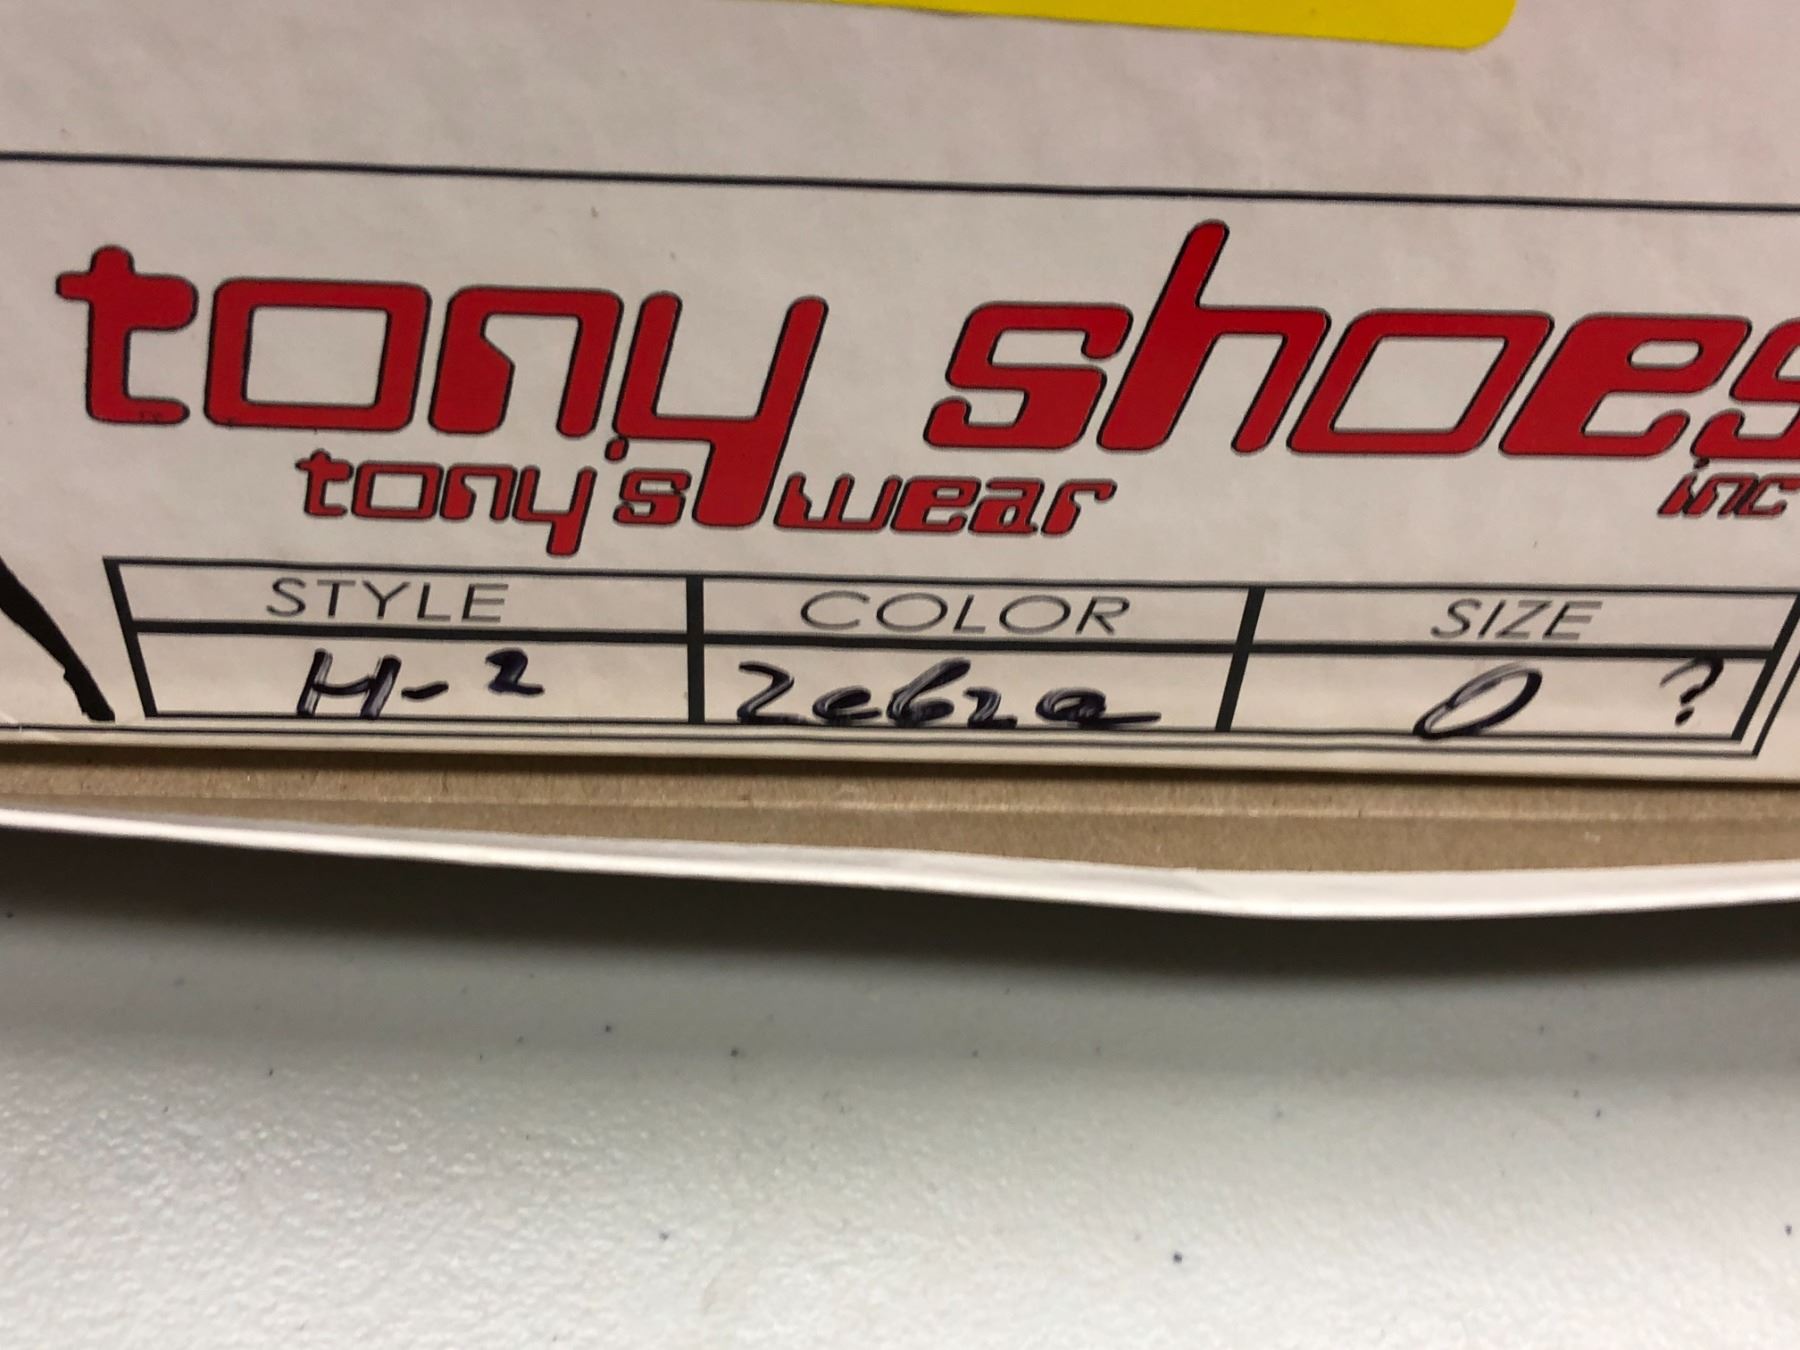 tony shoes
tony's wear inc
STYLE COLOR SIZE
H-2 Zebra 0 ?